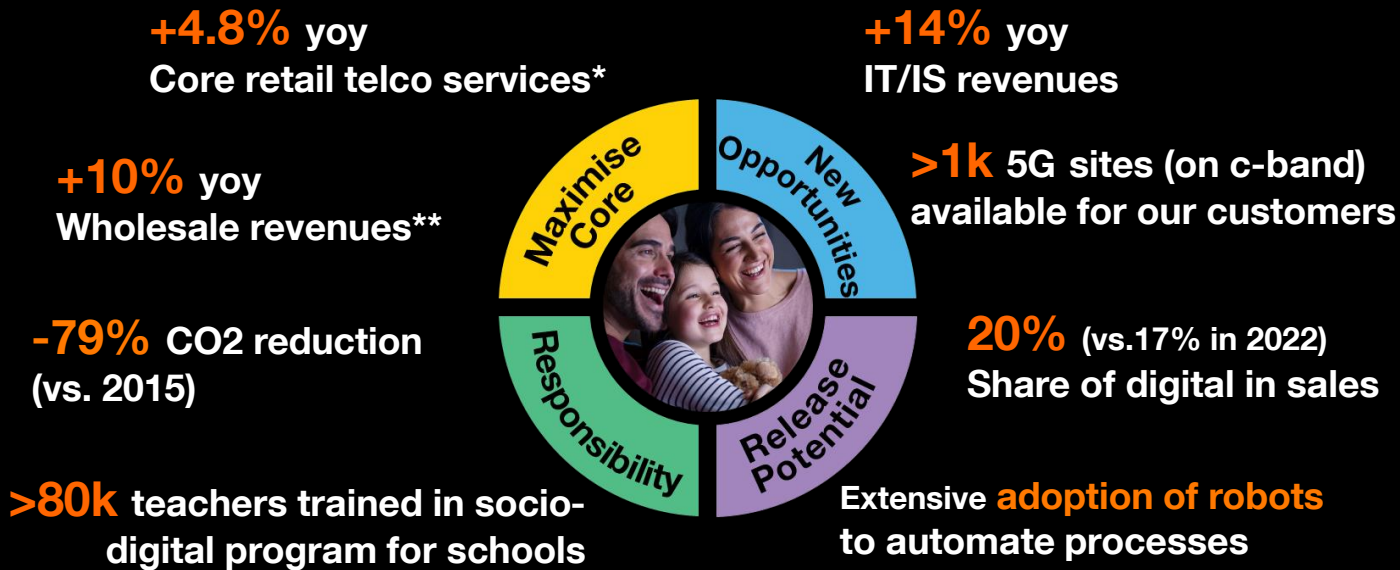 +4.8% yoy
Core retail telco services*
+10% yoy
Wholesale revenues**
-79% CO2 reduction
(vs. 2015)
>80k teachers trained in socio-
digital program for schools
Maximise
Core
New
Opportunities
Responsibility
Release
Potential
+14% yoy
IT/IS revenues
>1k 5G sites (on c-band)
available for our customers
20% (vs.17% in 2022)
Share of digital in sales
Extensive adoption of robots
to automate processes